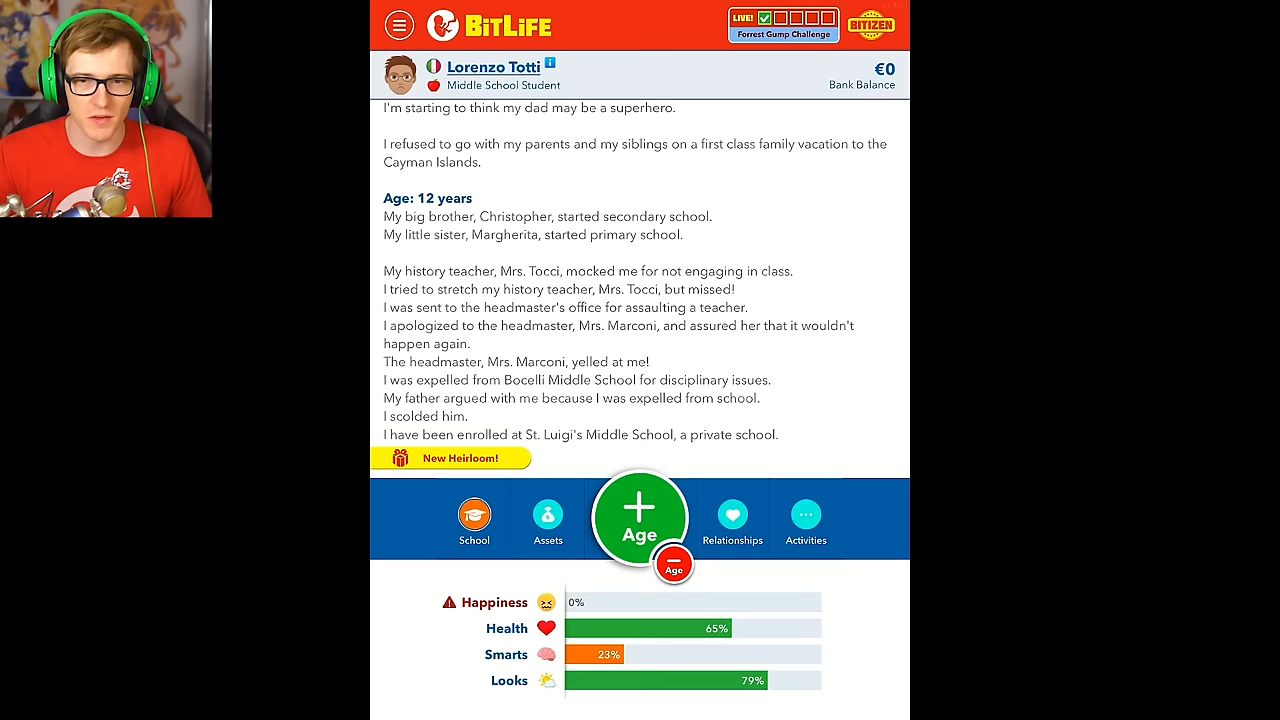 BITLIFE
LIVE!
Forrest Gump Challenge
BITIZEN
Lorenzo Totti
Middle School Student
€0
Bank Balance
I'm starting to think my dad may be a superhero.
I refused to go with my parents and my siblings on a first class family vacation to the
Cayman Islands.
Age: 12 years
My big brother, Christopher, started secondary school.
My little sister, Margherita, started primary school.
My history teacher, Mrs. Tocci, mocked me for not engaging in class.
I tried to stretch my history teacher, Mrs. Tocci, but missed!
I was sent to the headmaster's office for assaulting a teacher.
I apologized to the headmaster, Mrs. Marconi, and assured her that it wouldn't
happen again.
The headmaster, Mrs. Marconi, yelled at me!
I was expelled from Bocelli Middle School for disciplinary issues.
My father argued with me because I was expelled from school.
I scolded him.
I have been enrolled at St. Luigi's Middle School, a private school.
New Heirloom!
School
Assets
Age
Age
Relationships
Activities
Happiness 0%
Health 65%
Smarts 23%
Looks 79%